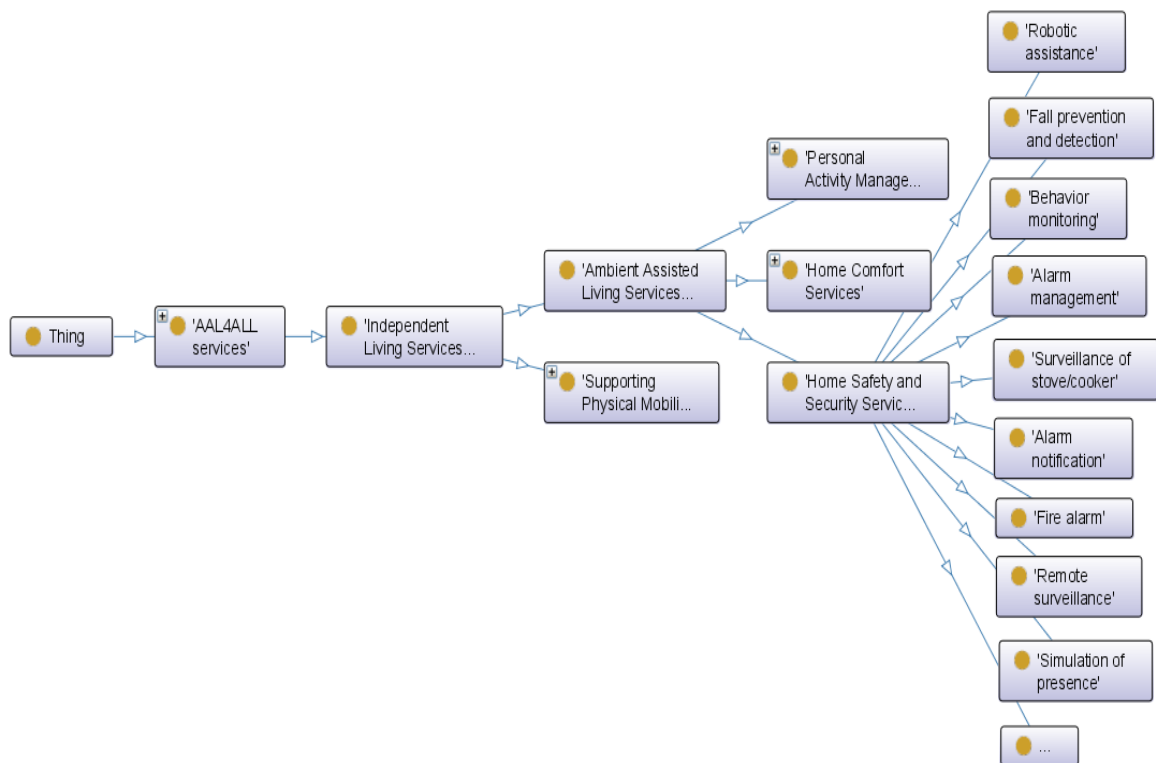 Thing
'AAL4ALL
services'
'Independent
Living Services...
'Ambient Assisted
Living Services...
'Supporting
Physical Mobili...
'Personal
Activity Manage...
'Home Comfort
Services'
'Home Safety and
Security Servic...
'Robotic
assistance'
'Fall prevention
and detection'
'Behavior
monitoring'
'Alarm
management'
'Surveillance of
stove/cooker'
'Alarm
notification'
'Fire alarm'
'Remote
surveillance'
'Simulation of
presence'
...